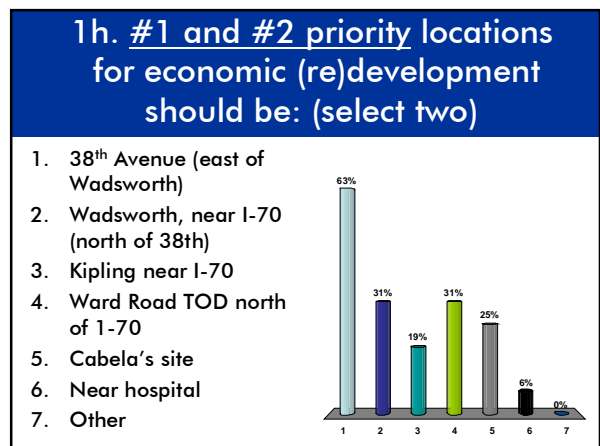 1h. #1 and #2 priority locations
for economic (re)development
should be: (select two)
1. 38th Avenue (east of
Wadsworth)
2. Wadsworth, near I-70
(north of 38th)
3. Kipling near I-70
4. Ward Road TOD north
of 1-70
5. Cabela's site
6. Near hospital
7. Other
63%
31%
19%
31%
25%
6%
0%
1 2 3 4 5 6 7